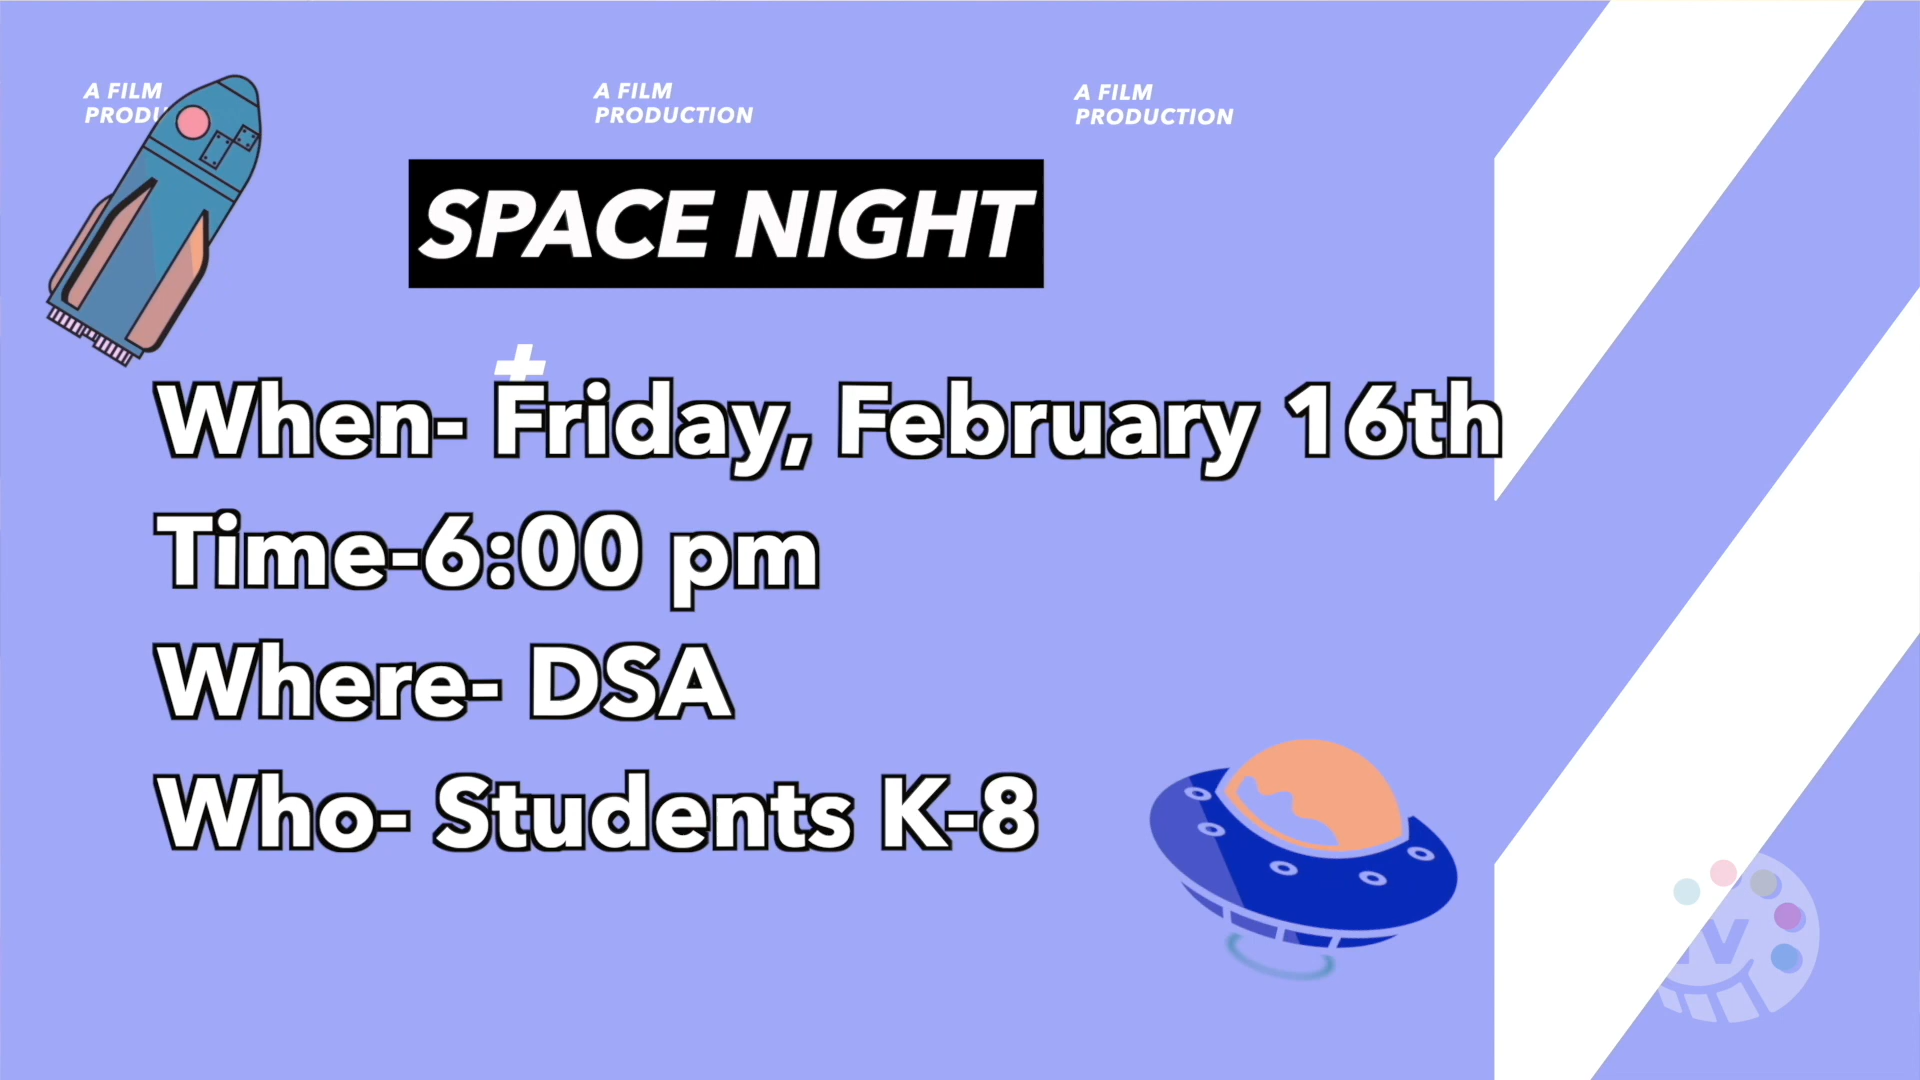 A FILM
PRODU
A FILM
PRODUCTION
A FILM
PRODUCTION
SPACE NIGHT
When- Friday, February 16th
Time-6:00 pm
Where- DSA
Who- Students K-8